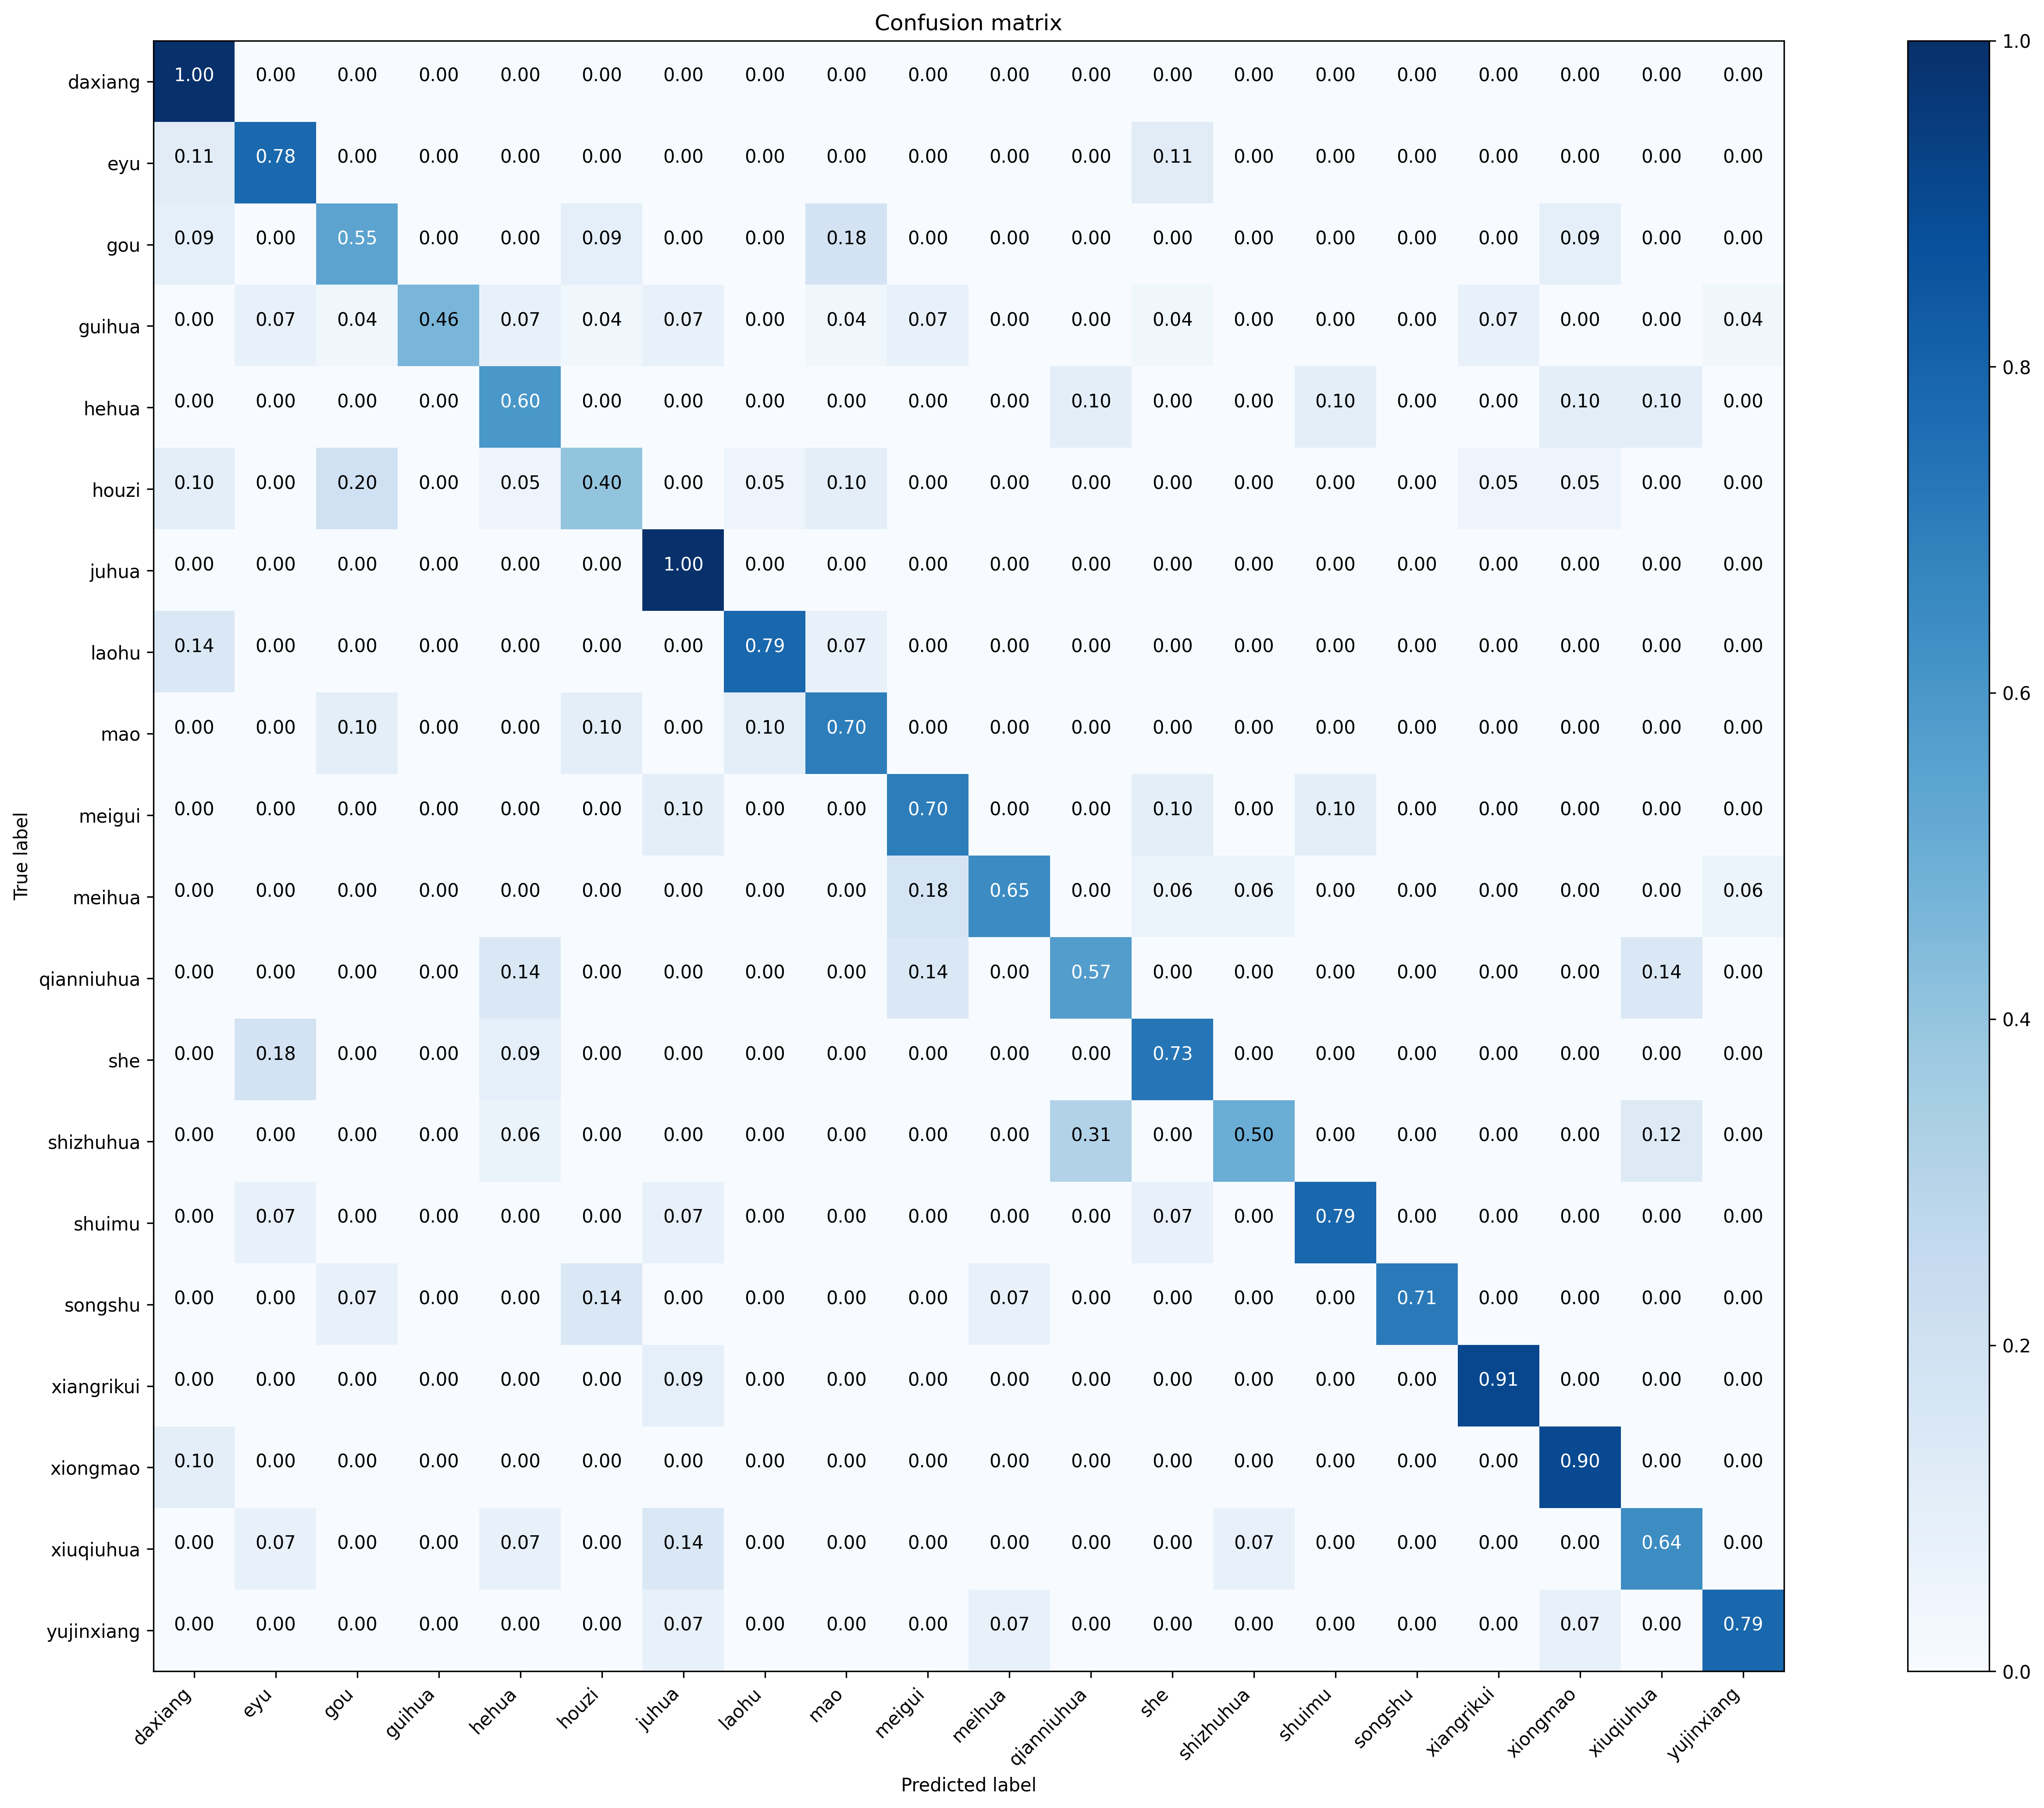 Confusion matrix
daxiang 1.00 0.00 0.00 0.00 0.00 0.00 0.00 0.00 0.00 0.00 0.00 0.00 0.00 0.00 0.00 0.00 0.00 0.00 0.00 0.00
eyu 0.11 0.78 0.00 0.00 0.00 0.00 0.00 0.00 0.00 0.00 0.00 0.00 0.11 0.00 0.00 0.00 0.00 0.00 0.00 0.00
gou 0.09 0.00 0.55 0.00 0.00 0.09 0.00 0.00 0.18 0.00 0.00 0.00 0.00 0.00 0.00 0.00 0.00 0.09 0.00 0.00
guihua 0.00 0.07 0.04 0.46 0.07 0.04 0.07 0.00 0.04 0.07 0.00 0.00 0.04 0.00 0.00 0.00 0.07 0.00 0.00 0.04
hehua 0.00 0.00 0.00 0.00 0.60 0.00 0.00 0.00 0.00 0.00 0.00 0.10 0.00 0.00 0.10 0.00 0.00 0.10 0.10 0.00
houzi 0.10 0.00 0.20 0.00 0.05 0.40 0.00 0.05 0.10 0.00 0.00 0.00 0.00 0.00 0.00 0.00 0.05 0.05 0.00 0.00
juhua 0.00 0.00 0.00 0.00 0.00 0.00 1.00 0.00 0.00 0.00 0.00 0.00 0.00 0.00 0.00 0.00 0.00 0.00 0.00 0.00
laohu 0.14 0.00 0.00 0.00 0.00 0.00 0.00 0.79 0.07 0.00 0.00 0.00 0.00 0.00 0.00 0.00 0.00 0.00 0.00 0.00
mao 0.00 0.00 0.10 0.00 0.00 0.10 0.00 0.10 0.70 0.00 0.00 0.00 0.00 0.00 0.00 0.00 0.00 0.00 0.00 0.00
meigui 0.00 0.00 0.00 0.00 0.00 0.00 0.10 0.00 0.00 0.70 0.00 0.00 0.10 0.00 0.10 0.00 0.00 0.00 0.00 0.00
meihua 0.00 0.00 0.00 0.00 0.00 0.00 0.00 0.00 0.00 0.18 0.65 0.00 0.06 0.06 0.00 0.00 0.00 0.00 0.00 0.06
qianniuhua 0.00 0.00 0.00 0.00 0.14 0.00 0.00 0.00 0.00 0.14 0.00 0.57 0.00 0.00 0.00 0.00 0.00 0.00 0.14 0.00
she 0.00 0.18 0.00 0.00 0.09 0.00 0.00 0.00 0.00 0.00 0.00 0.00 0.73 0.00 0.00 0.00 0.00 0.00 0.00 0.00
shizhuhua 0.00 0.00 0.00 0.00 0.06 0.00 0.00 0.00 0.00 0.00 0.00 0.31 0.00 0.50 0.00 0.00 0.00 0.00 0.12 0.00
shuimu 0.00 0.07 0.00 0.00 0.00 0.00 0.07 0.00 0.00 0.00 0.00 0.00 0.07 0.00 0.79 0.00 0.00 0.00 0.00 0.00
songshu 0.00 0.00 0.07 0.00 0.00 0.14 0.00 0.00 0.00 0.00 0.07 0.00 0.00 0.00 0.00 0.71 0.00 0.00 0.00 0.00
xiangrikui 0.00 0.00 0.00 0.00 0.00 0.00 0.09 0.00 0.00 0.00 0.00 0.00 0.00 0.00 0.00 0.00 0.91 0.00 0.00 0.00
xiongmao 0.10 0.00 0.00 0.00 0.00 0.00 0.00 0.00 0.00 0.00 0.00 0.00 0.00 0.00 0.00 0.00 0.00 0.90 0.00 0.00
xiuqiuhua 0.00 0.07 0.00 0.00 0.07 0.00 0.14 0.00 0.00 0.00 0.00 0.00 0.00 0.07 0.00 0.00 0.00 0.00 0.64 0.00
yujinxiang 0.00 0.00 0.00 0.00 0.00 0.00 0.07 0.00 0.00 0.00 0.07 0.00 0.00 0.00 0.00 0.00 0.00 0.07 0.00 0.79
True label
daxiang eyu gou guihua hehua houzi juhua laohu mao meigui meihua qianniuhua she shizhuhua shuimu songshu xiangrikui xiongmao xiuqiuhua yujinxiang
Predicted label
1.0
0.8
0.6
0.4
0.2
0.0